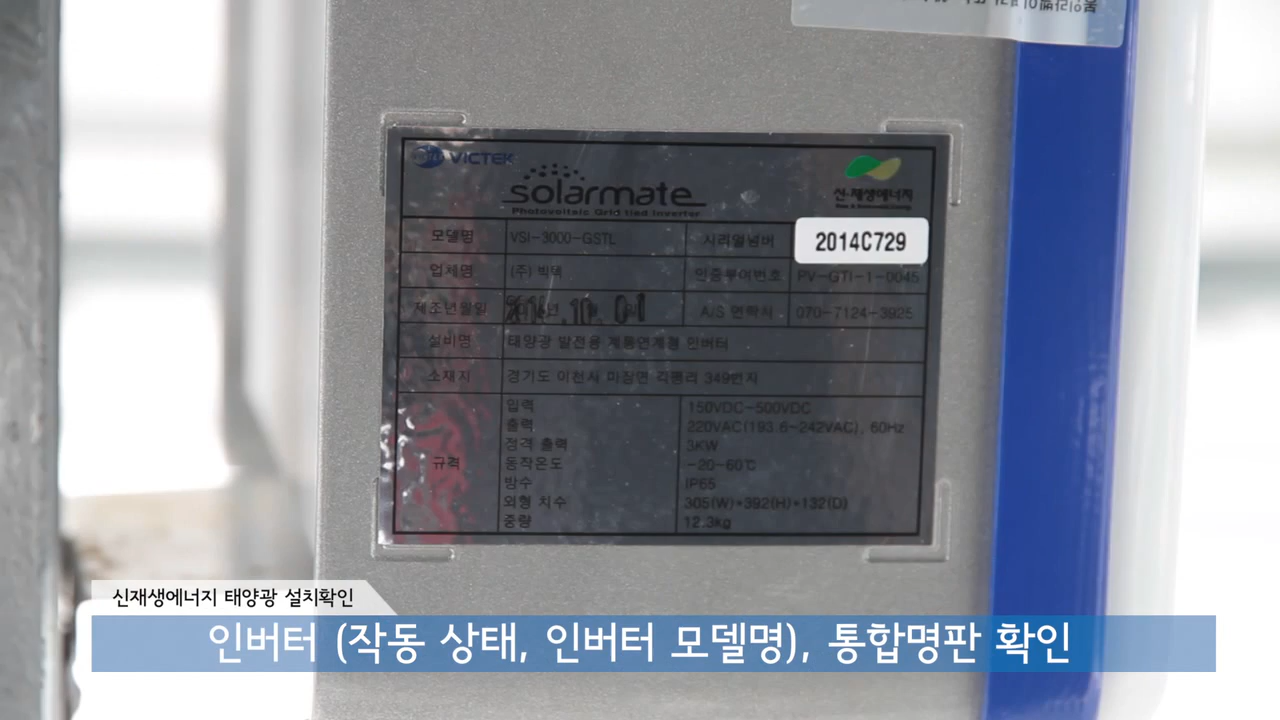 VICTEK
solarmate
Photovoltaic Grid tied Inverter
신·재생에너지
모델명 VSI-3000-GSTL 시리얼넘버 2014C729
업체명 (주) 빅텍 인증부여번호 PV-GTI-1-0045
제조년월일 .10. 01 A/S 연락처 070-7124-3925
설비명 태양광 발전용 계통연계형 인버터
소재지 경기도 이천시 마장면 각평리 349번지
규격
입력 150VDC~500VDC
출력 220VAC(193.6~242VAC), 60Hz
정격 출력 3KW
동작온도 -20~60℃
방수 IP65
외형 치수 305(W)*392(H)*132(D)
중량 12.3kg
신재생에너지 태양광 설치확인
인버터 (작동 상태, 인버터 모델명), 통합명판 확인